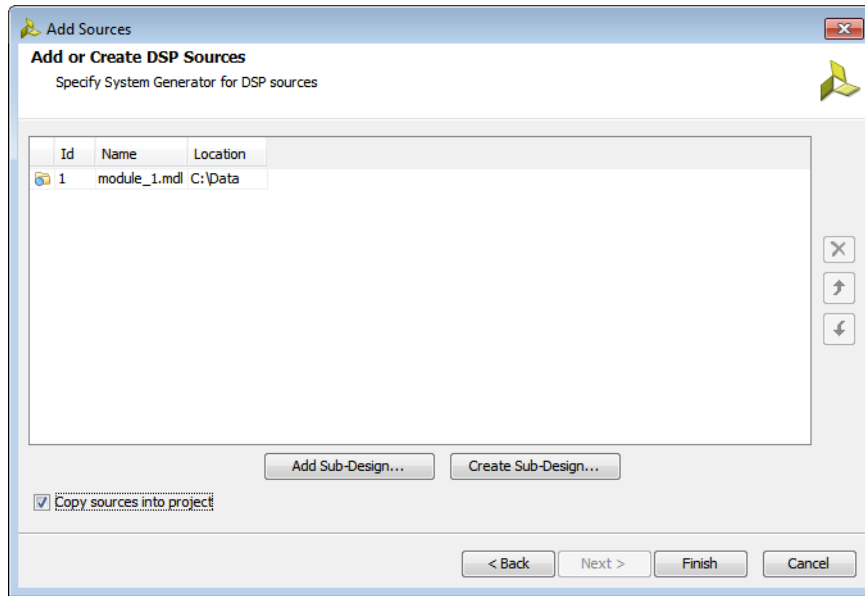 Add Sources
Add or Create DSP Sources
Specify System Generator for DSP sources
Id Name Location
1 module_1.mdl C:\Data
Add Sub-Design... Create Sub-Design...
Copy sources into project
< Back Next > Finish Cancel